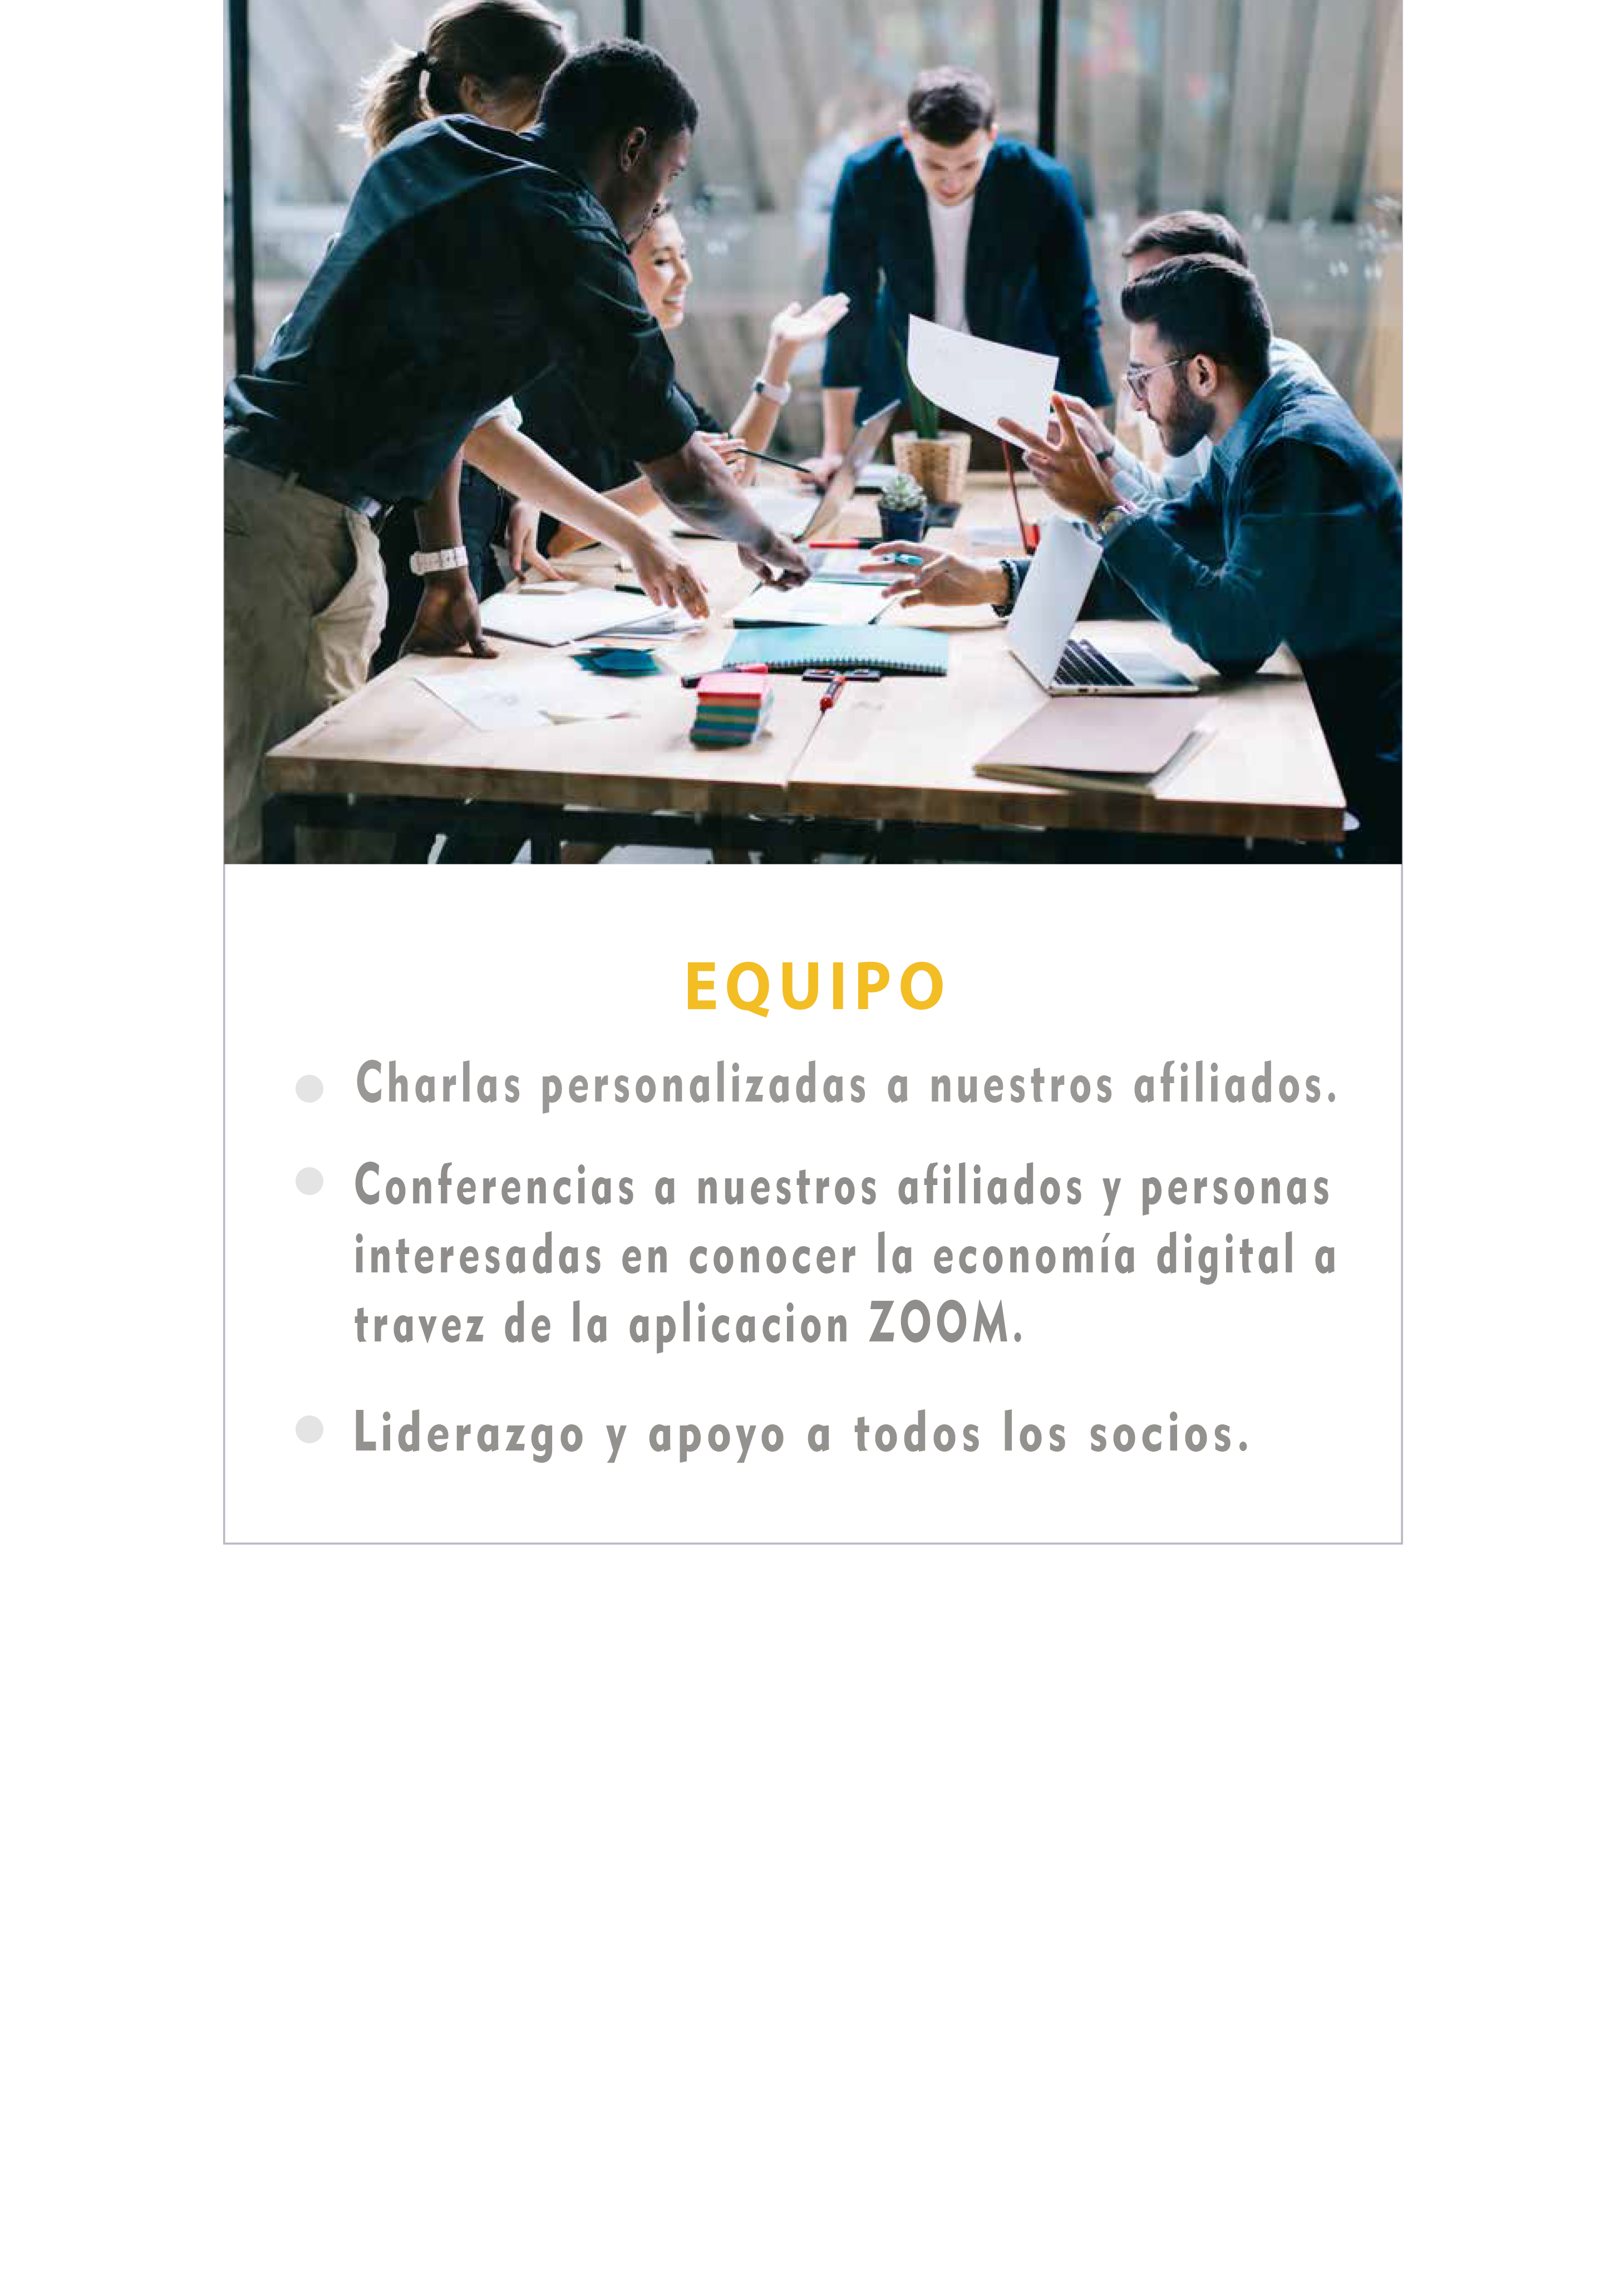 EQUIPO
Charlas personalizadas a nuestros afiliados.
Conferencias a nuestros afiliados y personas
interesadas en conocer la economía digital a
travez de la aplicacion ZOOM.
Liderazgo y apoyo a todos los socios.